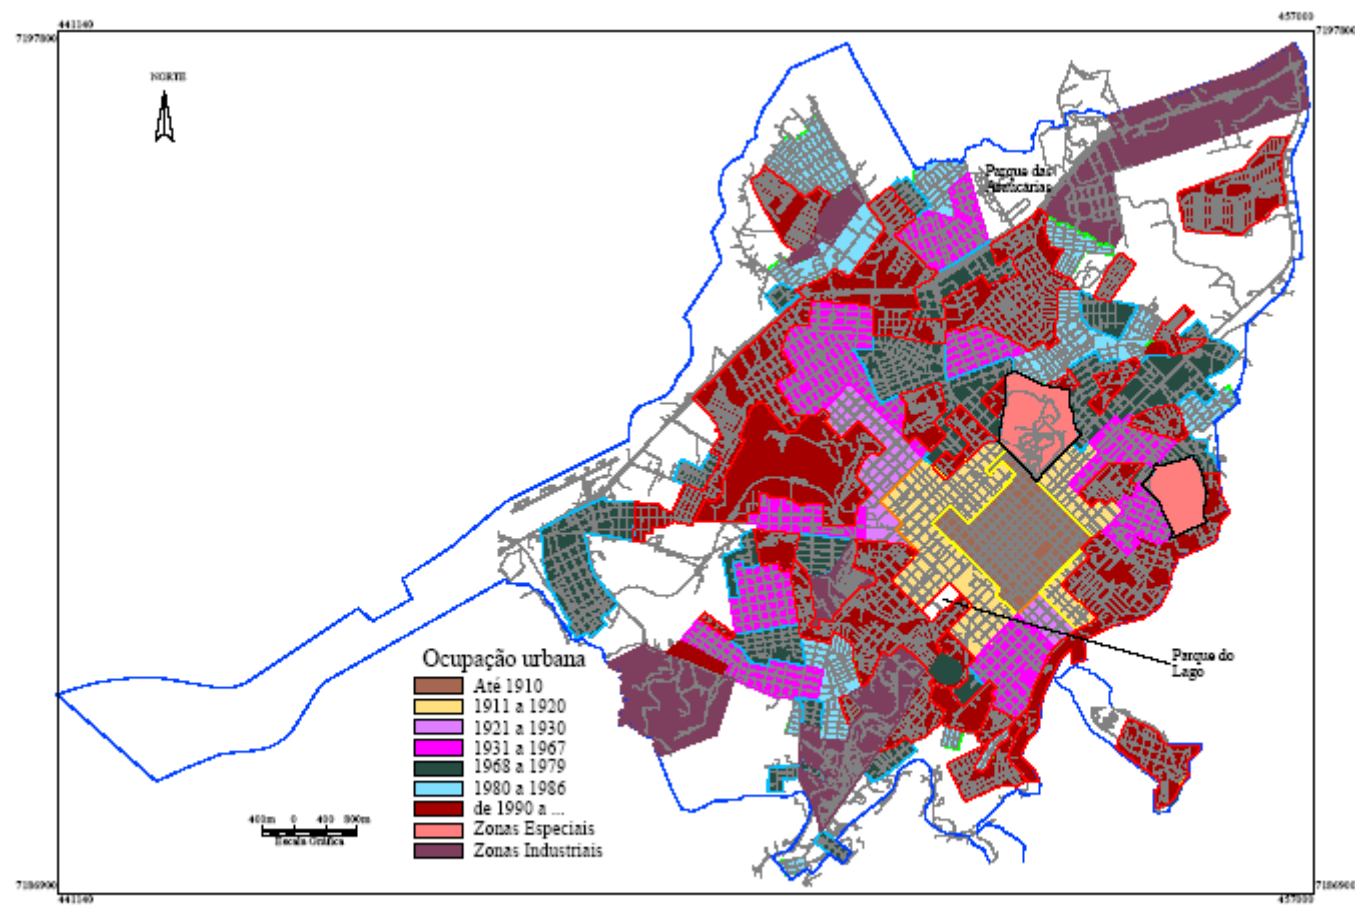 441140
457000
7197800
7197800
NORTE
Parque das
Araucárias
Ocupação urbana
Até 1910
1911 a 1920
1921 a 1930
1931 a 1967
1968 a 1979
1980 a 1986
de 1990 a ...
Zonas Especiais
Zonas Industriais
Parque do
Lago
400m 0 400 800m
Escala Gráfica
7186900
7186900
441140
457000